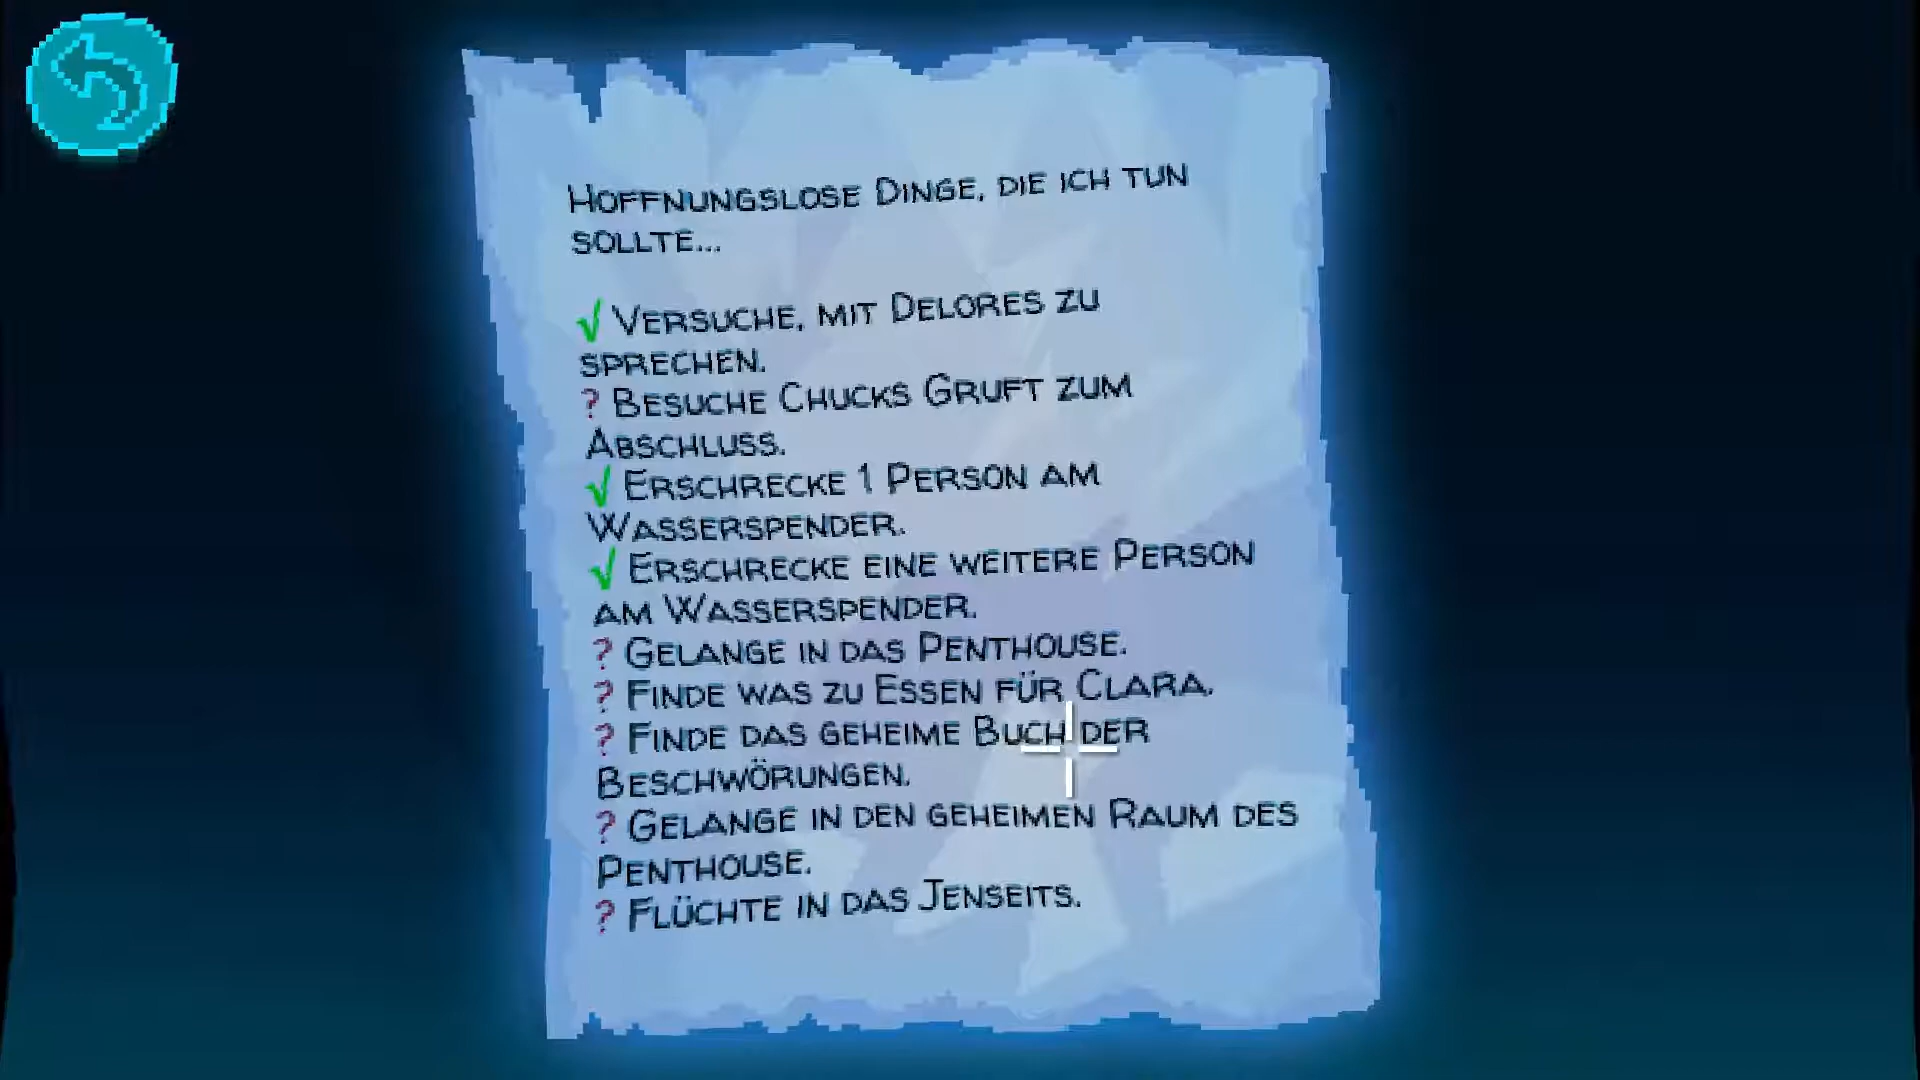 Hoffnungslose Dinge, die ich tun
sollte...
√ Versuche, mit Delores zu
sprechen.
? Besuche Chucks Gruft zum
Abschluss.
√ Erschrecke 1 Person am
Wasserspender.
√ Erschrecke eine weitere Person
am Wasserspender.
? Gelange in das Penthouse.
? Finde was zu Essen für Clara.
? Finde das geheime Buch der
Beschwörungen.
? Gelange in den geheimen Raum des
Penthouse.
? Flüchte in das Jenseits.